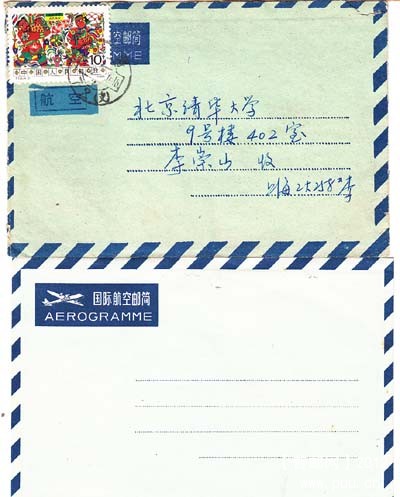 空邮简
AMME
10分
中国人民邮政
航空
北京清华大学
9号楼402室
李崇山 收
国际航空邮简
AEROGRAMME